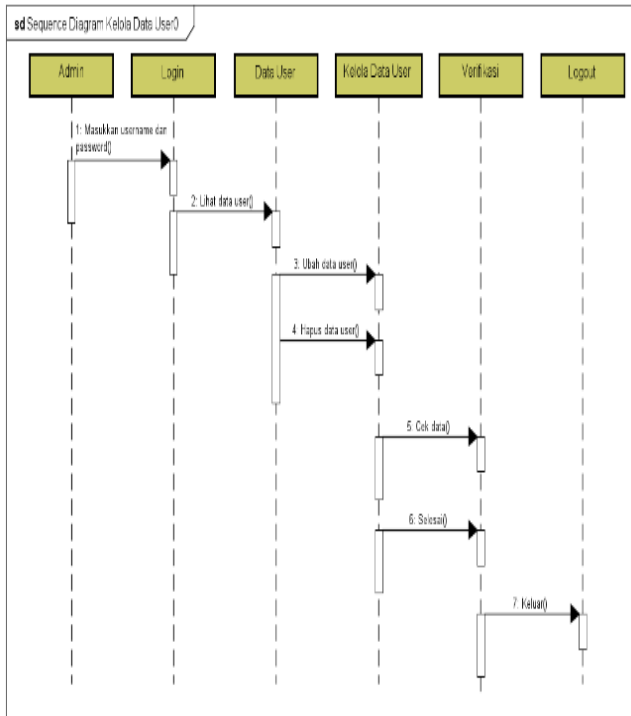 sd Sequence Diagram Kelola Data User0
Admin
Login
Data User
Kelola Data User
Verifikasi
Logout
1: Masukkan username dan
password()
2: Lihat data user()
3: Ubah data user()
4: Hapus data user()
5: Cek data()
6: Selesai()
7: Keluar()